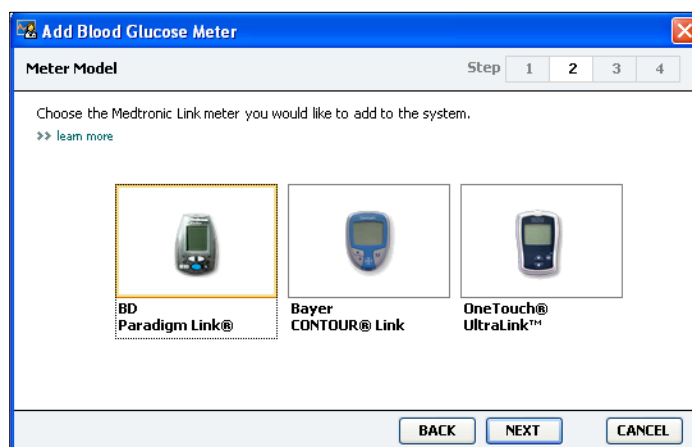 Add Blood Glucose Meter
Meter Model
Step 1 2 3 4
Choose the Medtronic Link meter you would like to add to the system.
>> learn more
BD
Paradigm Link®
Bayer
CONTOUR® Link
OneTouch®
UltraLink™
BACK NEXT CANCEL